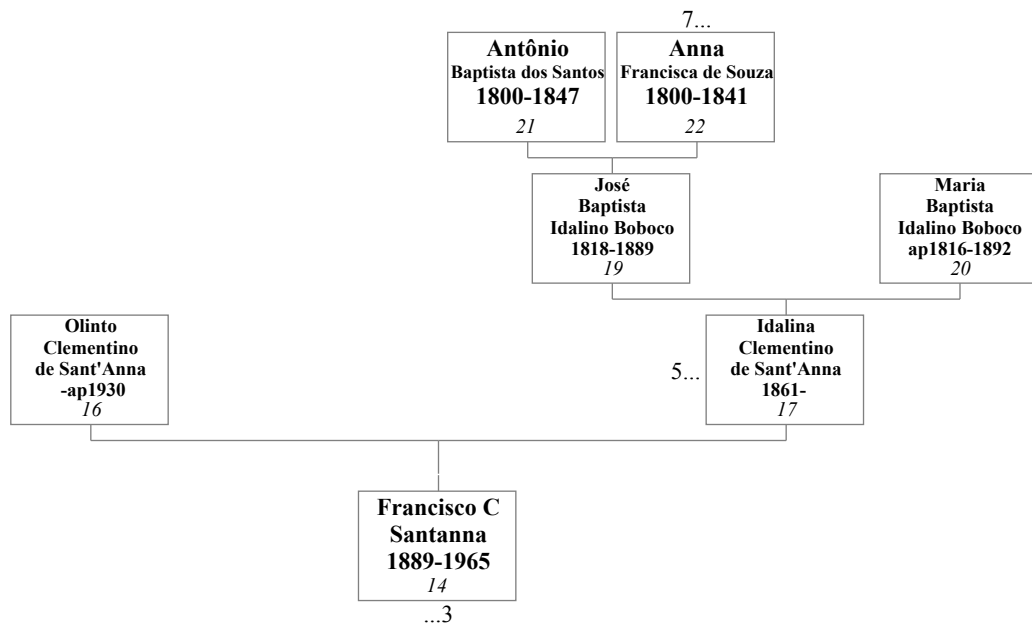 7...
Antônio
Baptista dos Santos
1800-1847
21
Anna
Francisca de Souza
1800-1841
22
José
Baptista
Idalino Boboco
1818-1889
19
Maria
Baptista
Idalino Boboco
ap1816-1892
20
Olinto
Clementino
de Sant'Anna
-ap1930
16
5...
Idalina
Clementino
de Sant'Anna
1861-
17
Francisco C
Santanna
1889-1965
14
...3